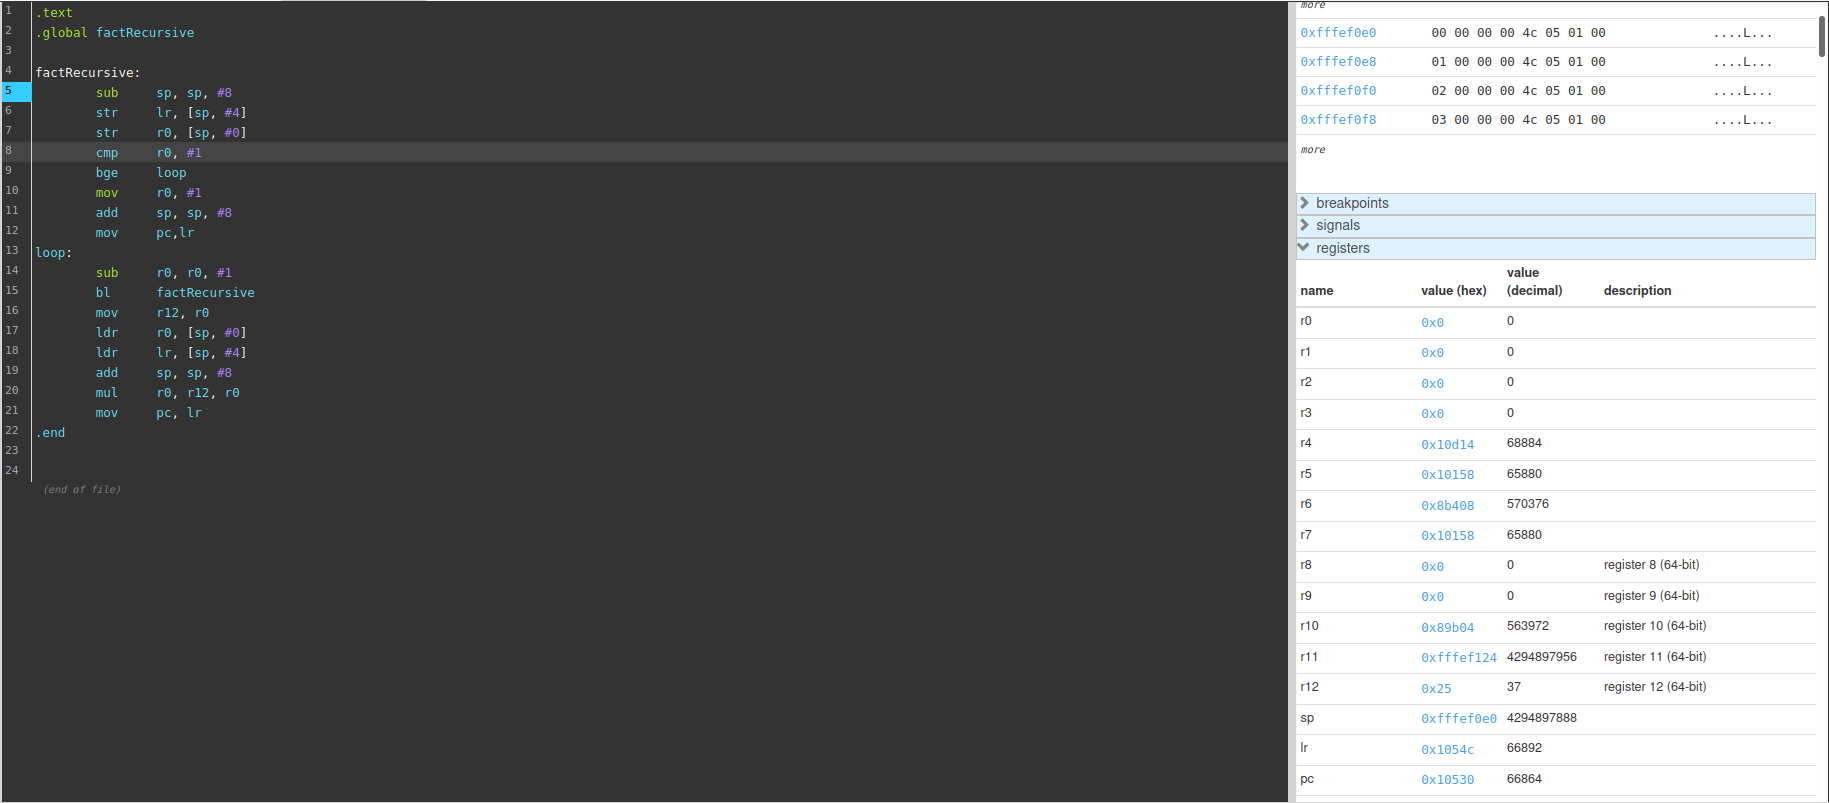 1 .text
2 .global factRecursive
3
4 factRecursive:
5 sub sp, sp, #8
6 str lr, [sp, #4]
7 str r0, [sp, #0]
8 cmp r0, #1
9 bge loop
10 mov r0, #1
11 add sp, sp, #8
12 mov pc,lr
13 loop:
14 sub r0, r0, #1
15 bl factRecursive
16 mov r12, r0
17 ldr r0, [sp, #0]
18 ldr lr, [sp, #4]
19 add sp, sp, #8
20 mul r0, r12, r0
21 mov pc, lr
22 .end
23
24
(end of file)
more
0xfffef0e0 00 00 00 00 4c 05 01 00 ....L...
0xfffef0e8 01 00 00 00 4c 05 01 00 ....L...
0xfffef0f0 02 00 00 00 4c 05 01 00 ....L...
0xfffef0f8 03 00 00 00 4c 05 01 00 ....L...
more
breakpoints
signals
registers
name value (hex) value (decimal) description
r0 0x0 0
r1 0x0 0
r2 0x0 0
r3 0x0 0
r4 0x10d14 68884
r5 0x10158 65880
r6 0x8b408 570376
r7 0x10158 65880
r8 0x0 0 register 8 (64-bit)
r9 0x0 0 register 9 (64-bit)
r10 0x89b04 563972 register 10 (64-bit)
r11 0xfffef124 4294897956 register 11 (64-bit)
r12 0x25 37 register 12 (64-bit)
sp 0xfffef0e0 4294897888
lr 0x1054c 66892
pc 0x10530 66864